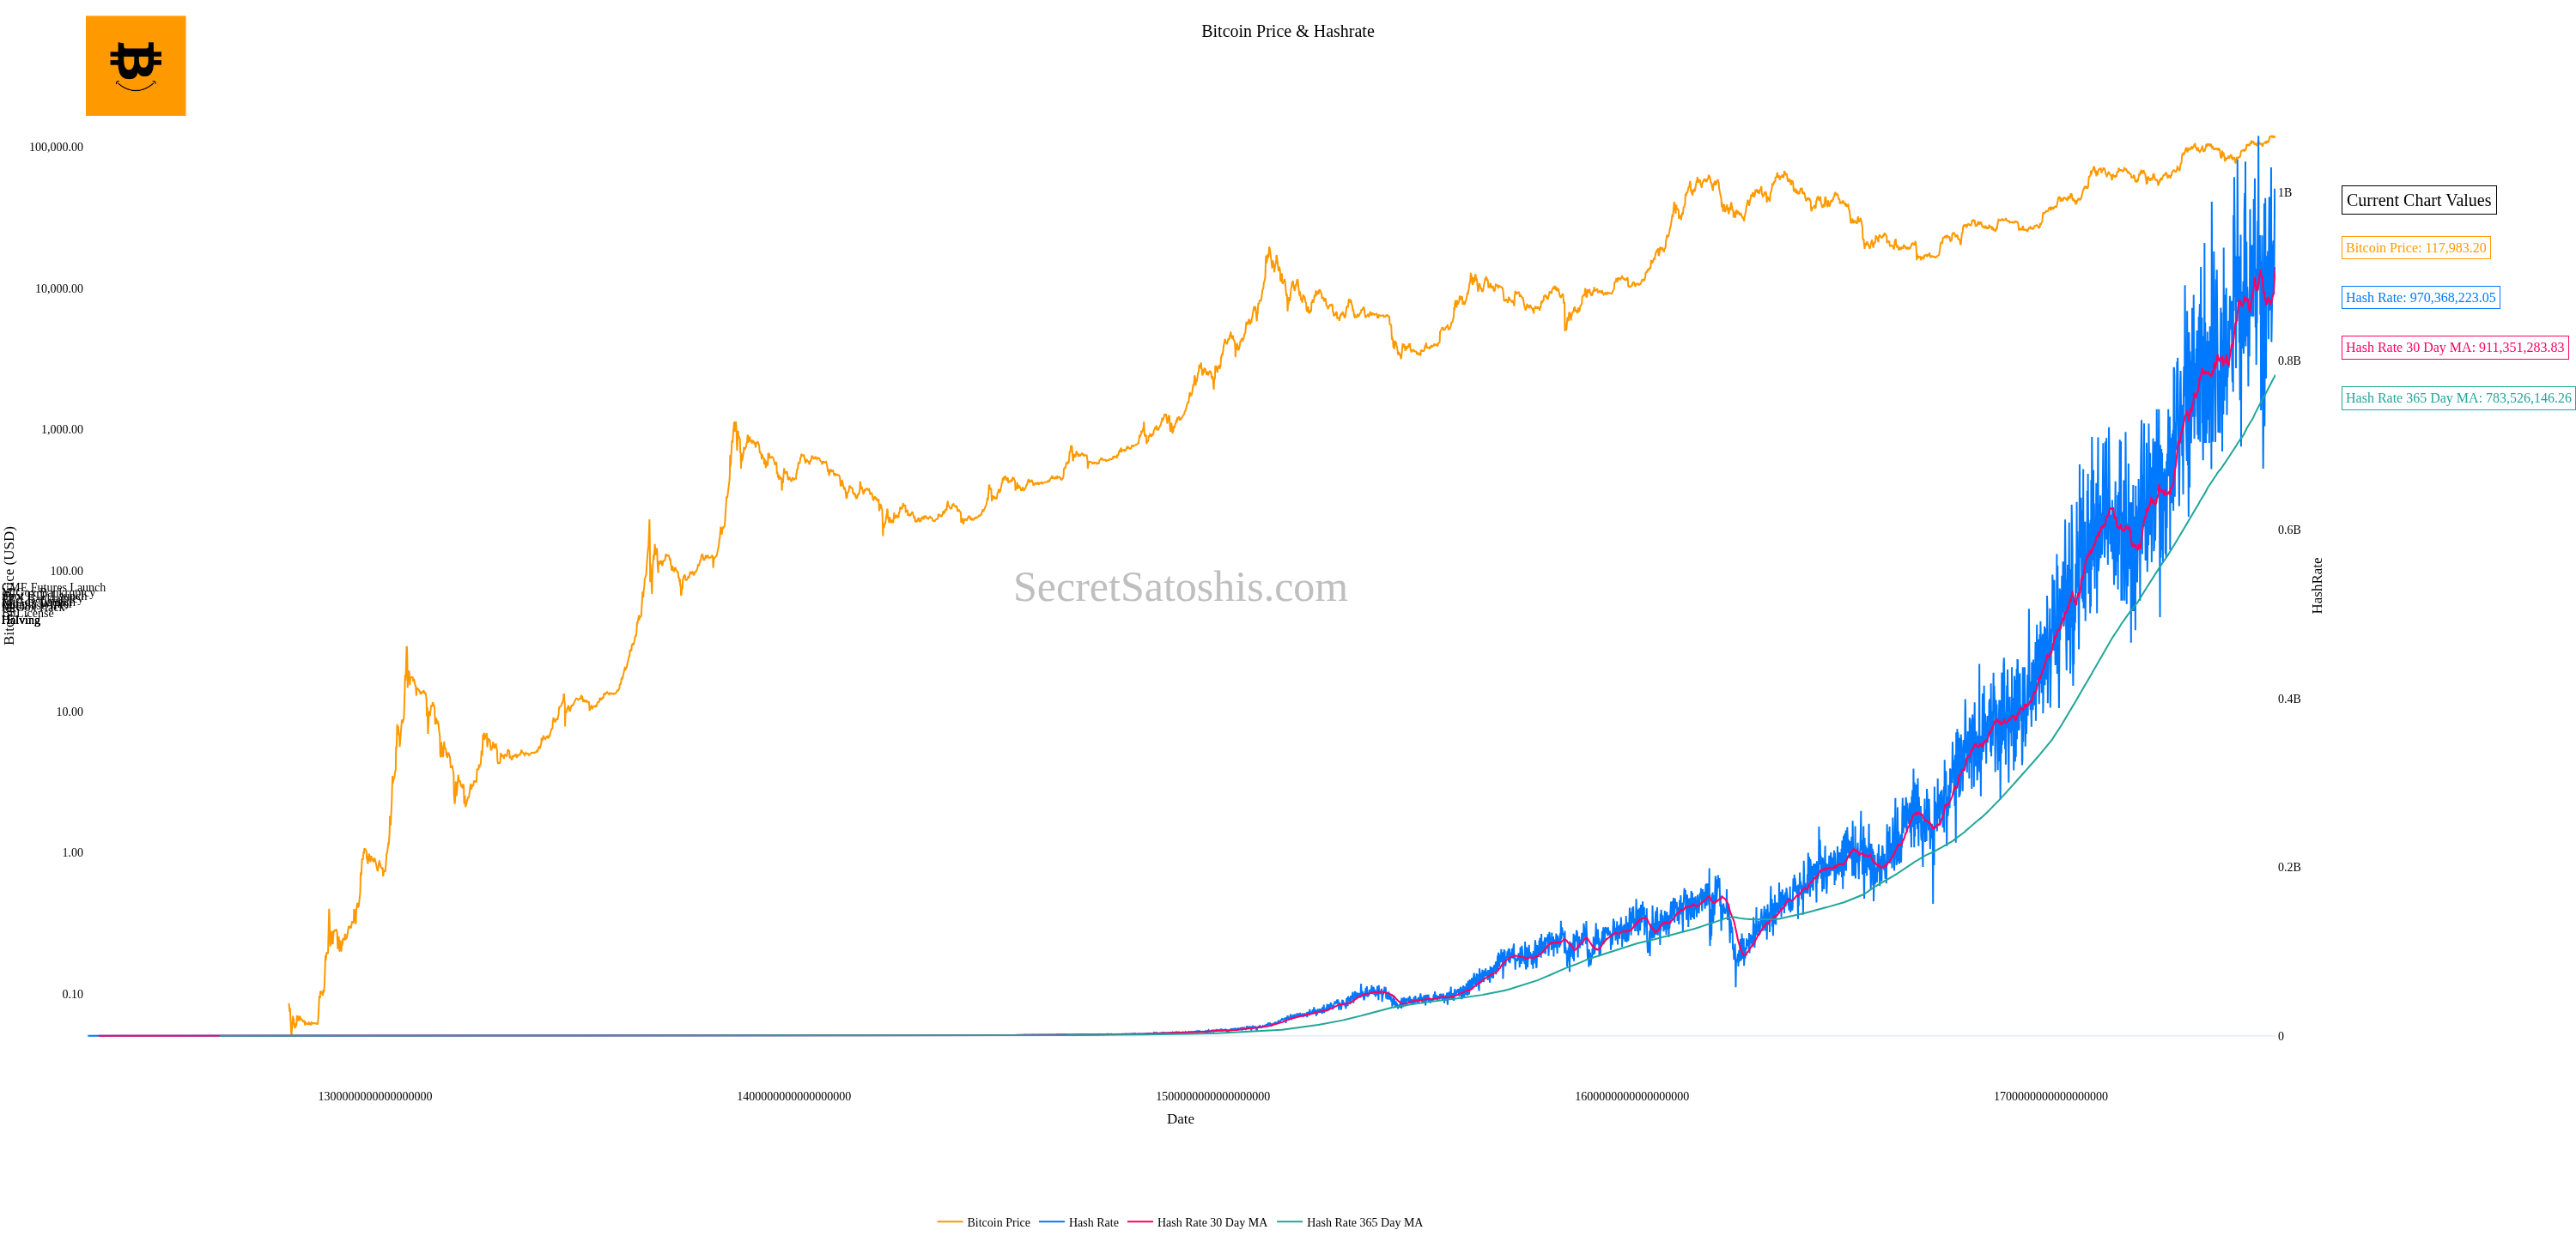 Bitcoin Price & Hashrate
100,000.00
10,000.00
1,000.00
100.00
10.00
1.00
0.10
Bitcoin Price (USD)
CME Futures Launch
Halving
SecretSatoshis.com
1B
0.8B
0.6B
0.4B
0.2B
0
HashRate
Current Chart Values
Bitcoin Price: 117,983.20
Hash Rate: 970,368,223.05
Hash Rate 30 Day MA: 911,351,283.83
Hash Rate 365 Day MA: 783,526,146.26
1300000000000000000
1400000000000000000
1500000000000000000
1600000000000000000
1700000000000000000
Date
Bitcoin Price
Hash Rate
Hash Rate 30 Day MA
Hash Rate 365 Day MA